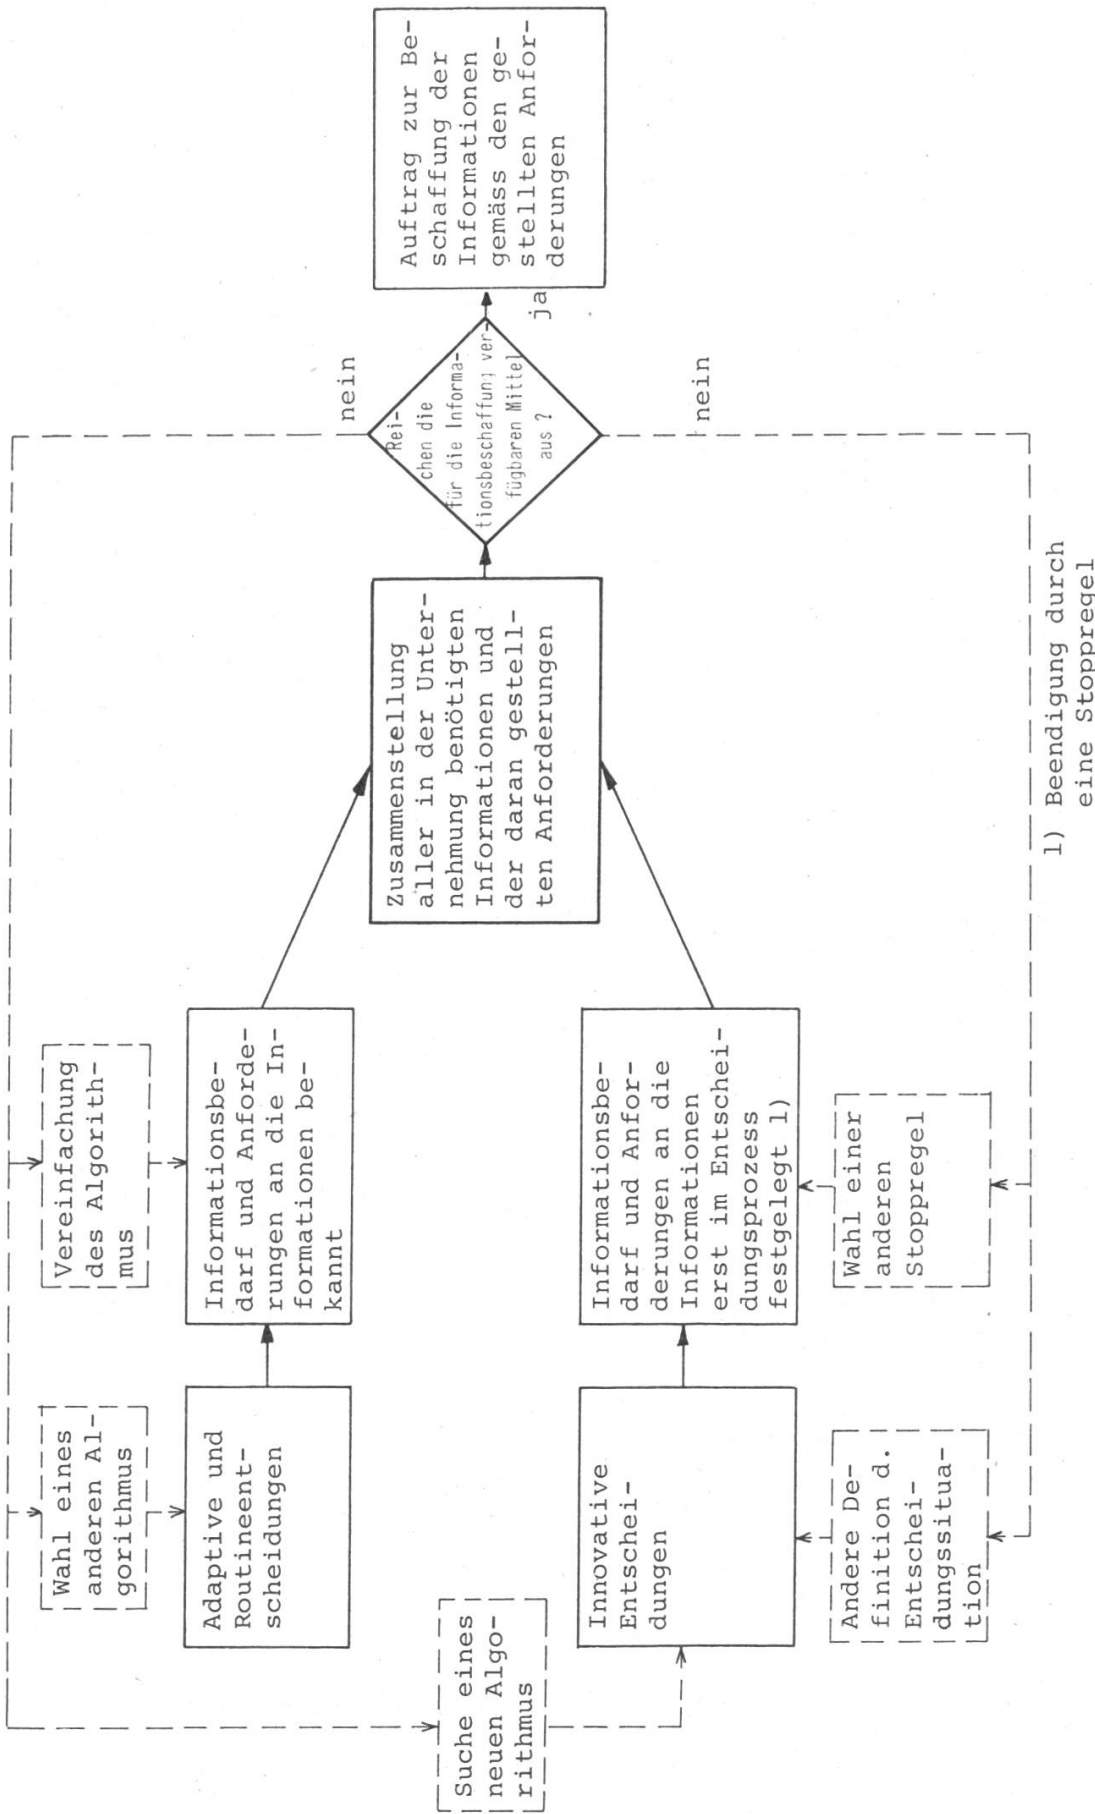 Suche eines
neuen Algo-
rithmus
Wahl eines
anderen Al-
gorithmus
Vereinfachung
des Algorith-
mus
Adaptive und
Routineent-
scheidungen
Informationsbe-
darf und Anforde-
rungen an die In-
formationen be-
kannt
Innovative
Entschei-
dungen
Informationsbe-
darf und Anfor-
derungen an die
Informationen
erst im Entschei-
dungsprozess
festgelegt 1)
Andere De-
finition d.
Entschei-
dungssitua-
tion
Wahl einer
anderen
Stoppregel
Zusammenstellung
aller in der Unter-
nehmung benötigten
Informationen und
der daran gestell-
ten Anforderungen
Rei-
chen die
für die Informa-
tionsbeschaffung ver-
fügbaren Mittel
aus ?
nein
ja
nein
Auftrag zur Be-
schaffung der
Informationen
gemäss den ge-
stellten Anfor-
derungen
1) Beendigung durch
eine Stoppregel